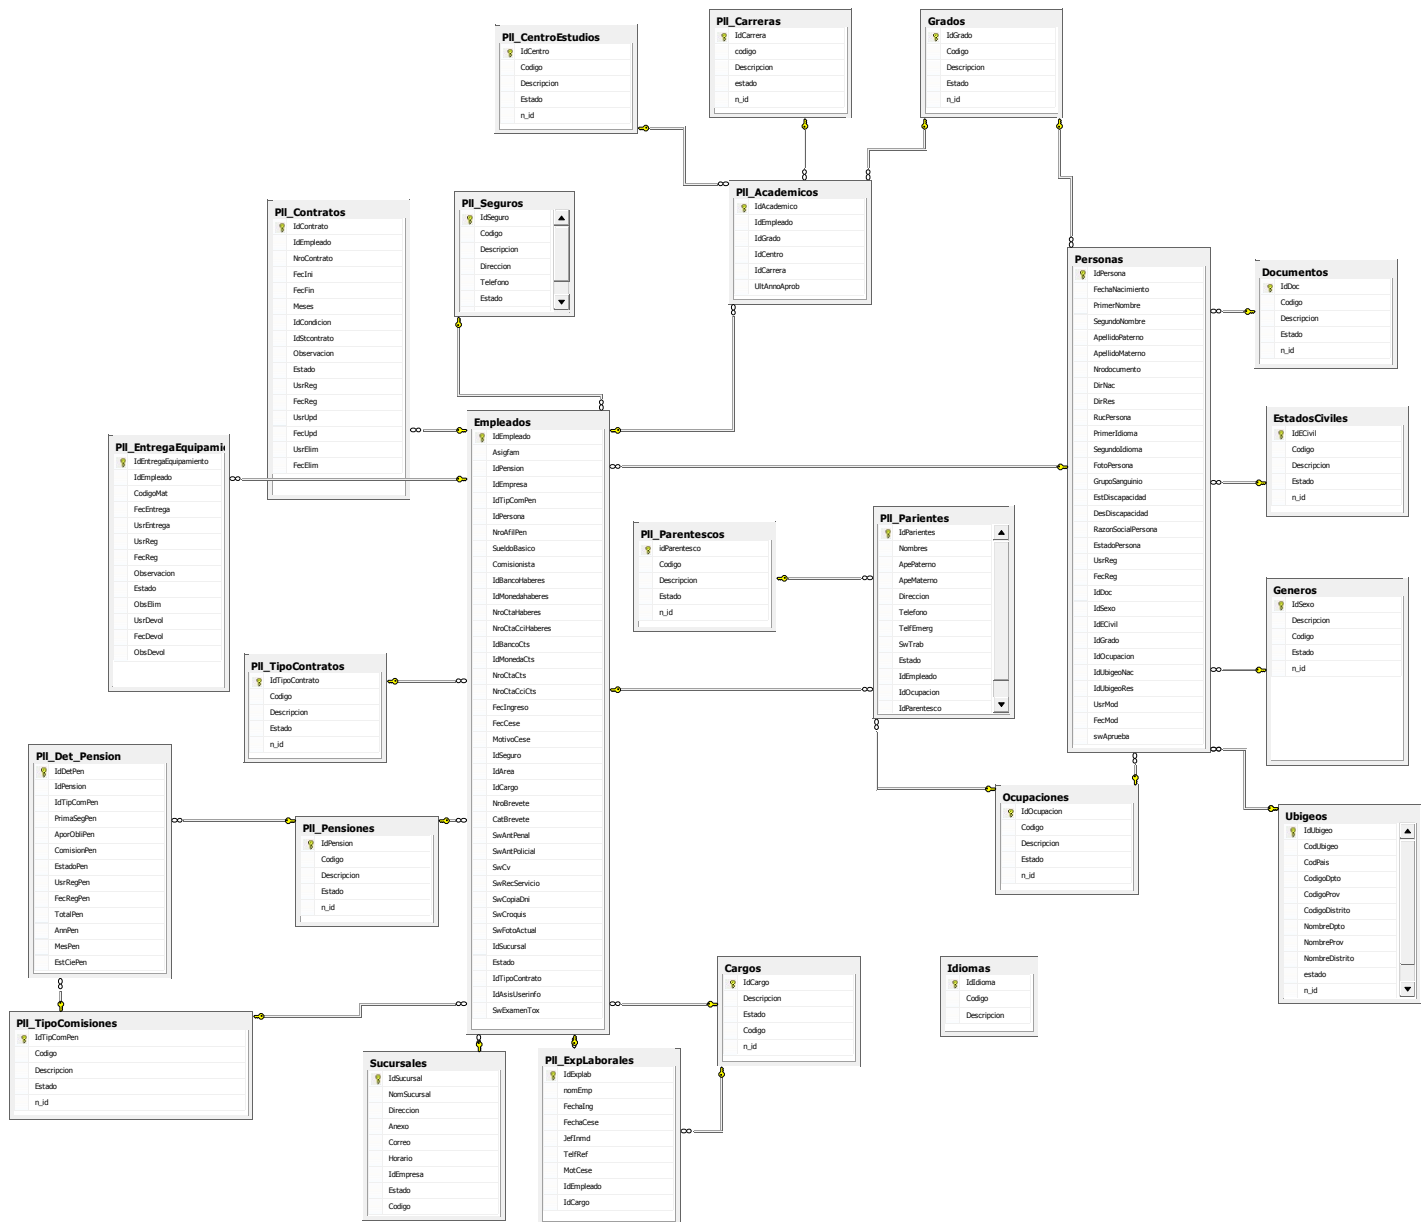 Pll_CentroEstudios
IdCentro
Codigo
Descripcion
Estado
n_id
Pll_Carreras
IdCarrera
codigo
Descripcion
estado
n_id
Grados
IdGrado
Codigo
Descripcion
Estado
n_id
Pll_Contratos
IdContrato
IdEmpleado
NroContrato
FecIni
FecFin
Meses
IdCondicion
IdStcontrato
Observacion
Estado
UsrReg
FecReg
UsrUpd
FecUpd
UsrElim
FecElim
Pll_Seguros
IdSeguro
Codigo
Descripcion
Direccion
Telefono
Estado
Pll_Academicos
IdAcademico
IdEmpleado
IdGrado
IdCentro
IdCarrera
UltAnnoAprob
Personas
IdPersona
FechaNacimiento
PrimerNombre
SegundoNombre
ApellidoPaterno
ApellidoMaterno
Nrodocumento
DirNac
DirRes
RucPersona
PrimerIdioma
SegundoIdioma
FotoPersona
GrupoSanguinio
EstDiscapacidad
DesDiscapacidad
RazonSocialPersona
EstadoPersona
UsrReg
FecReg
IdDoc
IdSexo
IdECivil
IdGrado
IdOcupacion
IdUbigeoNac
IdUbigeoRes
UsrMod
FecMod
swAprueba
Documentos
IdDoc
Codigo
Descripcion
Estado
n_id
EstadosCiviles
IdECivil
Codigo
Descripcion
Estado
n_id
Pll_EntregaEquipami
IdEntregaEquipamiento
IdEmpleado
CodigoMat
FecEntrega
UsrEntrega
UsrReg
FecReg
Observacion
Estado
ObsElim
UsrDevol
FecDevol
ObsDevol
Empleados
IdEmpleado
Asigfam
IdPension
IdEmpresa
IdTipComPen
IdPersona
NroAfilPen
SueldoBasico
Comisionista
IdBancoHaberes
IdMonedahaberes
NroCtaHaberes
NroCtaCciHaberes
IdBancoCts
IdMonedaCts
NroCtaCts
NroCtaCciCts
FecIngreso
FecCese
MotivoCese
IdSeguro
IdArea
IdCargo
NroBrevete
CatBrevete
SwAntPenal
SwAntPolicial
SwCv
SwRecServicio
SwCopiaDni
SwCroquis
SwFotoActual
IdSucursal
Estado
IdTipoContrato
IdAsisUserinfo
SwExamenTox
Pll_Parentescos
idParentesco
Codigo
Descripcion
Estado
n_id
Pll_Parientes
IdParientes
Nombres
ApePaterno
ApeMaterno
Direccion
Telefono
TelfEmerg
SwTrab
Estado
IdEmpleado
IdOcupacion
IdParentesco
Generos
IdSexo
Descripcion
Codigo
Estado
n_id
Pll_TipoContratos
IdTipoContrato
Codigo
Descripcion
Estado
n_id
Pll_Det_Pension
IdDetPen
IdPension
IdTipComPen
PrimaSegPen
AporObliPen
ComisionPen
EstadoPen
UsrRegPen
FecRegPen
TotalPen
AnnPen
MesPen
EstCiePen
Pll_Pensiones
IdPension
Codigo
Descripcion
Estado
n_id
Ocupaciones
IdOcupacion
Codigo
Descripcion
Estado
n_id
Ubigeos
IdUbigeo
CodUbigeo
CodPais
CodigoDpto
CodigoProv
CodigoDistrito
NombreDpto
NombreProv
NombreDistrito
estado
n_id
Pll_TipoComisiones
IdTipComPen
Codigo
Descripcion
Estado
n_id
Sucursales
IdSucursal
NomSucursal
Direccion
Anexo
Correo
Horario
IdEmpresa
Estado
Codigo
Pll_ExpLaborales
IdExplab
nomEmp
FechaIng
FechaCese
JefInmd
TelfRef
MotCese
IdEmpleado
IdCargo
Cargos
IdCargo
Descripcion
Estado
Codigo
n_id
Idiomas
IdIdioma
Codigo
Descripcion